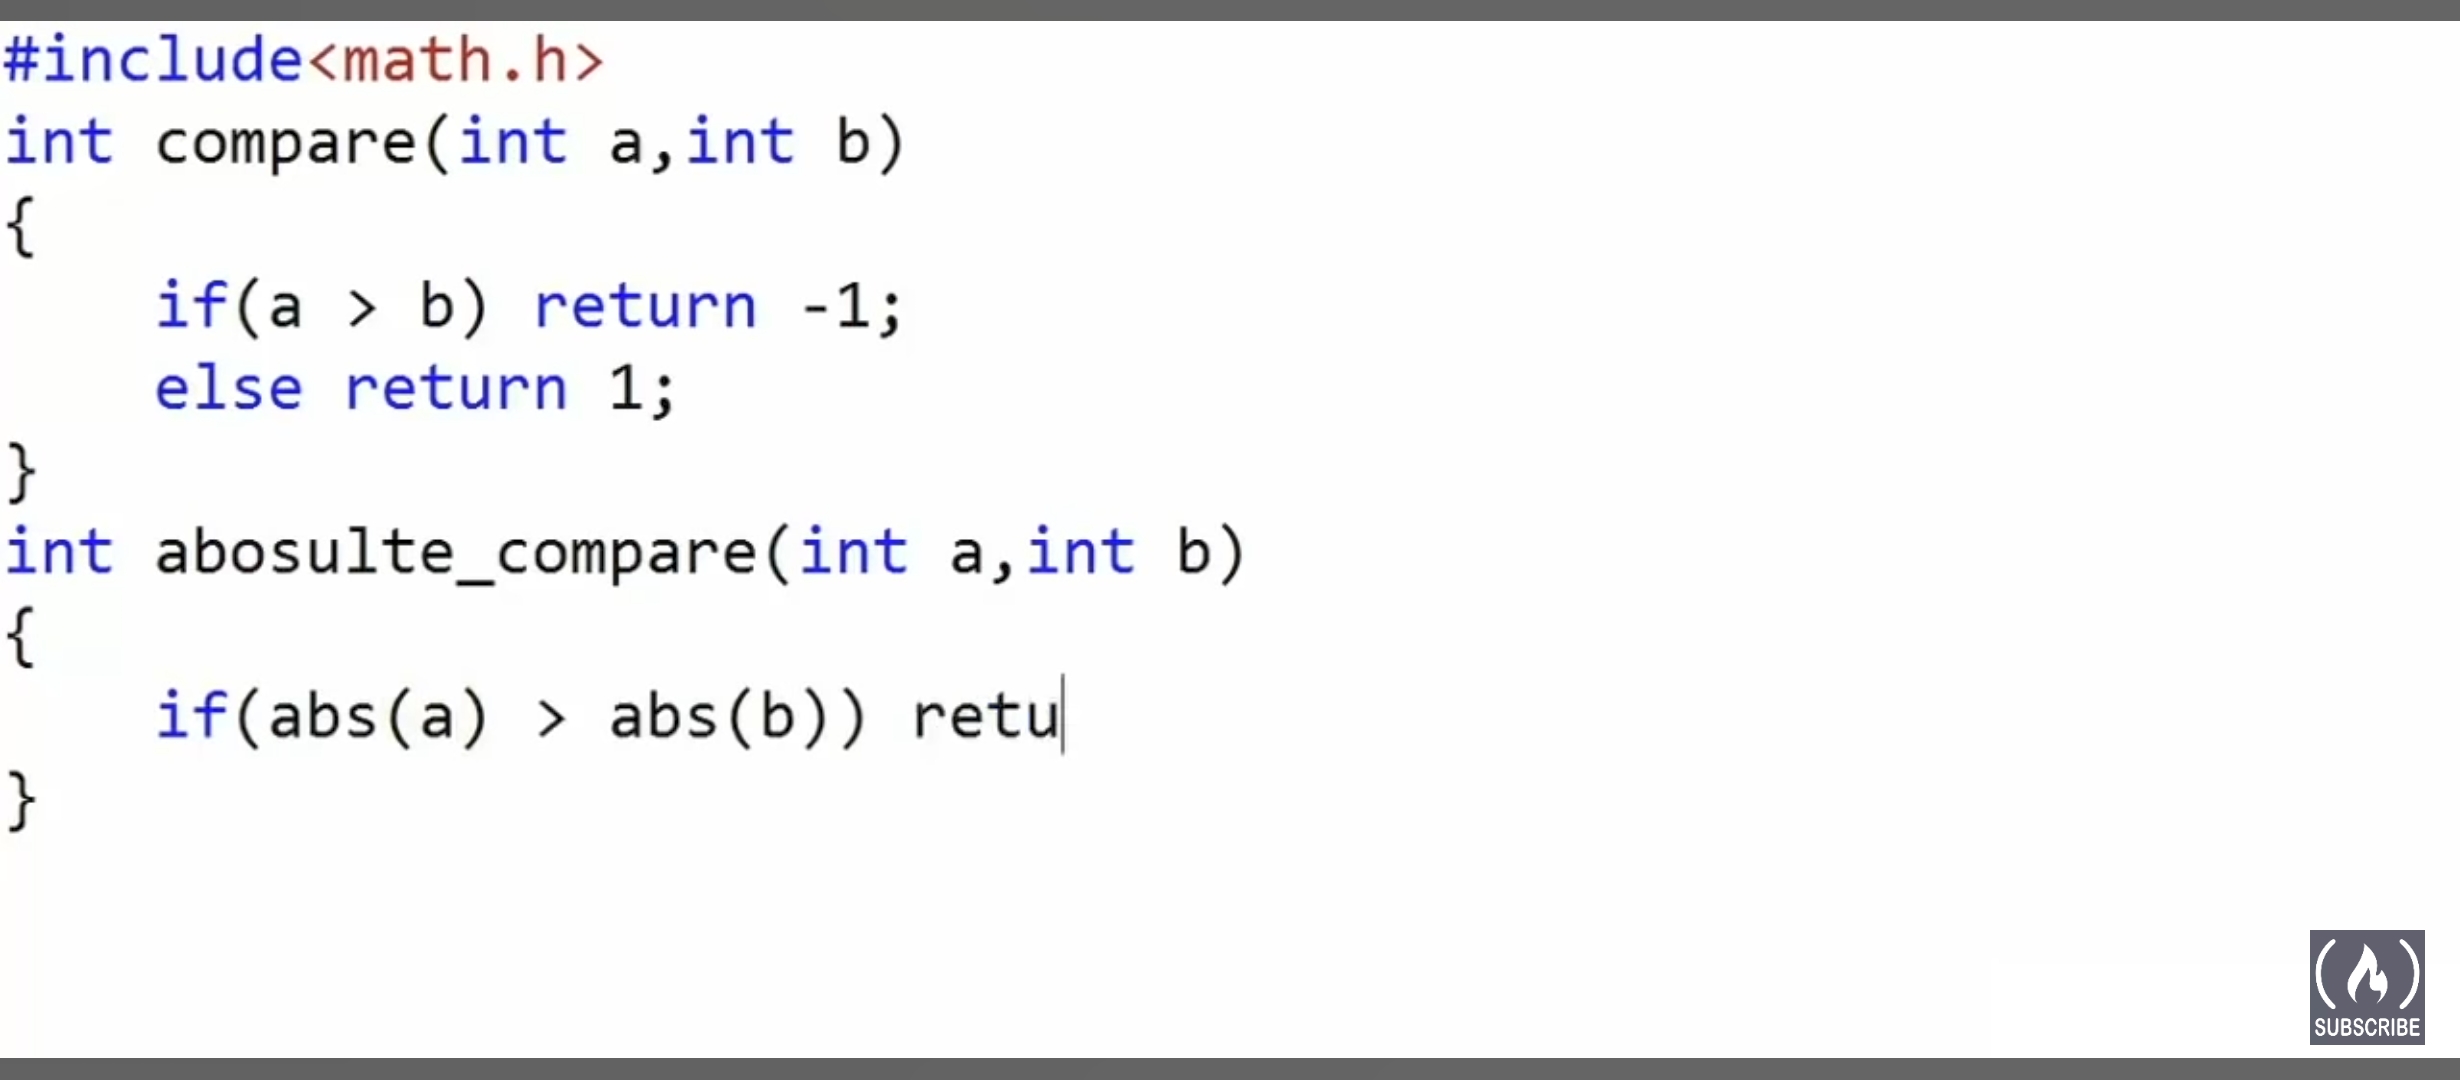 #include<math.h>
int compare(int a,int b)
{
    if(a > b) return -1;
    else return 1;
}
int abosulte_compare(int a,int b)
{
    if(abs(a) > abs(b)) retu
}
SUBSCRIBE